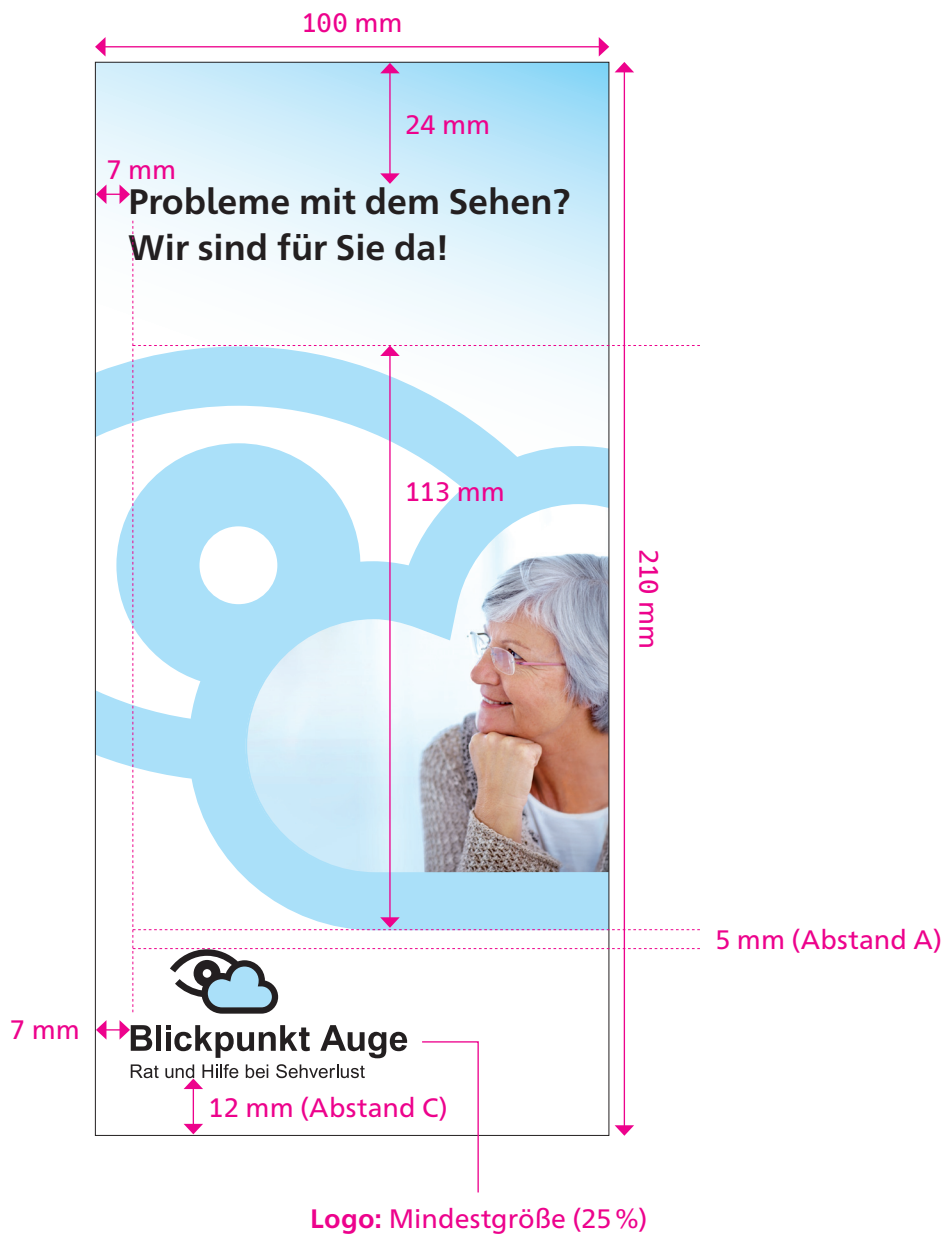 100 mm
24 mm
7 mm
Probleme mit dem Sehen?
Wir sind für Sie da!
113 mm
210 mm
5 mm (Abstand A)
7 mm
Blickpunkt Auge
Rat und Hilfe bei Sehverlust
12 mm (Abstand C)
Logo: Mindestgröße (25 %)